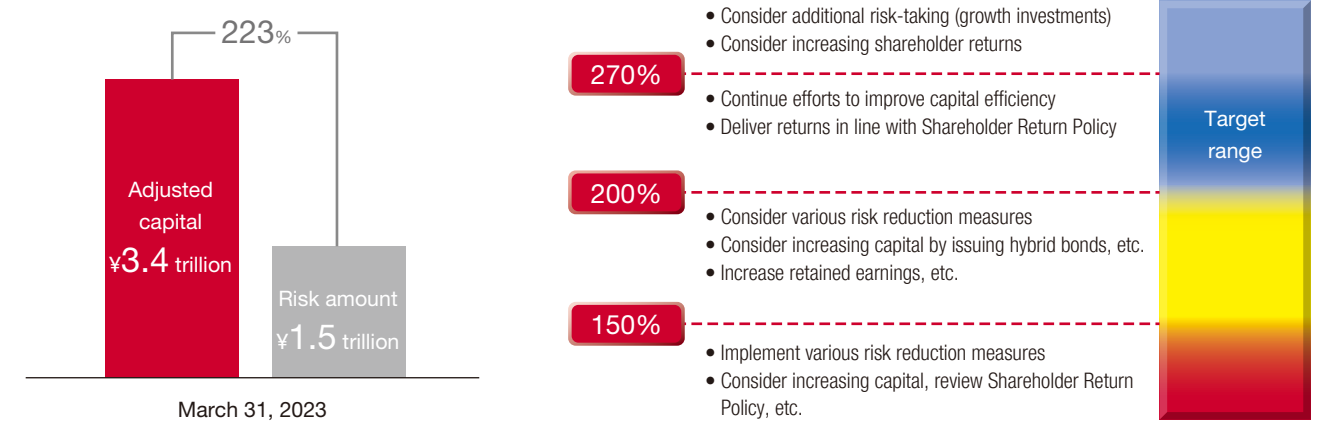 223%
Adjusted
capital
¥3.4 trillion
Risk amount
¥1.5 trillion
March 31, 2023
• Consider additional risk-taking (growth investments)
• Consider increasing shareholder returns
270%
• Continue efforts to improve capital efficiency
• Deliver returns in line with Shareholder Return Policy
200%
• Consider various risk reduction measures
• Consider increasing capital by issuing hybrid bonds, etc.
• Increase retained earnings, etc.
150%
• Implement various risk reduction measures
• Consider increasing capital, review Shareholder Return
Policy, etc.
Target
range